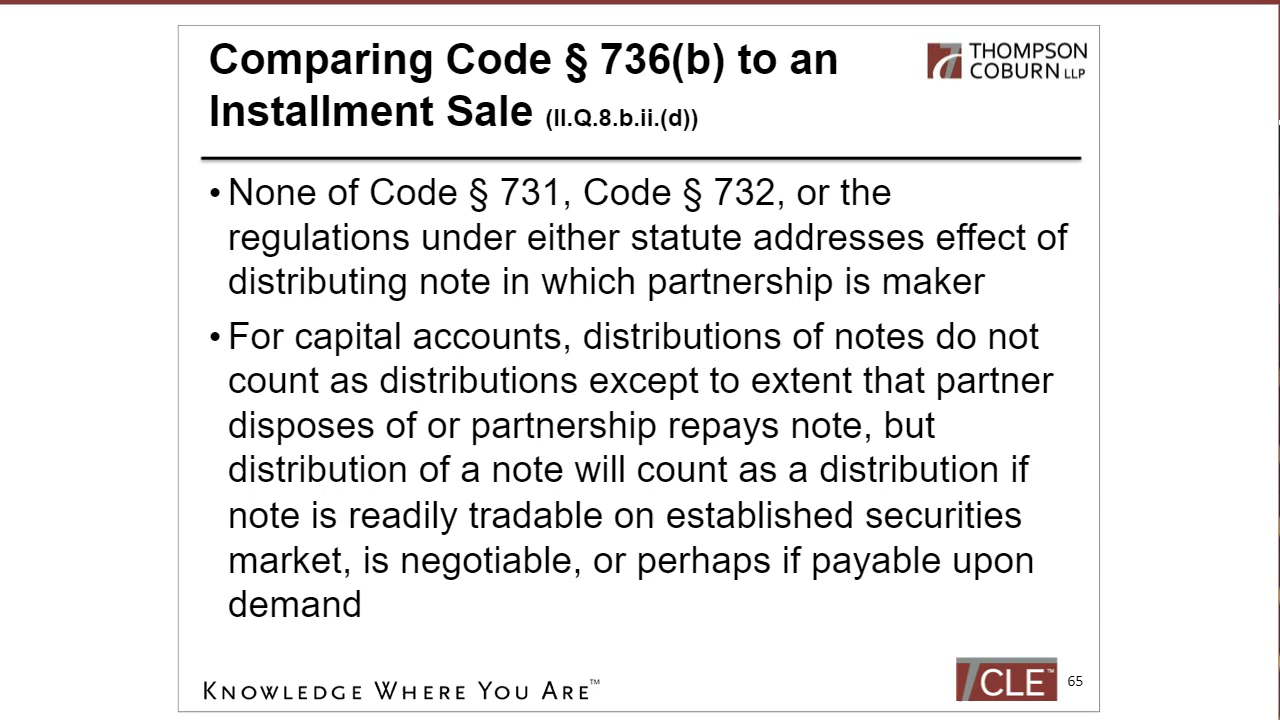 Comparing Code § 736(b) to an
Installment Sale (II.Q.8.b.ii.(d))
THOMPSON
COBURN LLP
• None of Code § 731, Code § 732, or the
regulations under either statute addresses effect of
distributing note in which partnership is maker
• For capital accounts, distributions of notes do not
count as distributions except to extent that partner
disposes of or partnership repays note, but
distribution of a note will count as a distribution if
note is readily tradable on established securities
market, is negotiable, or perhaps if payable upon
demand
KNOWLEDGE WHERE YOU ARE™
CLE™
65